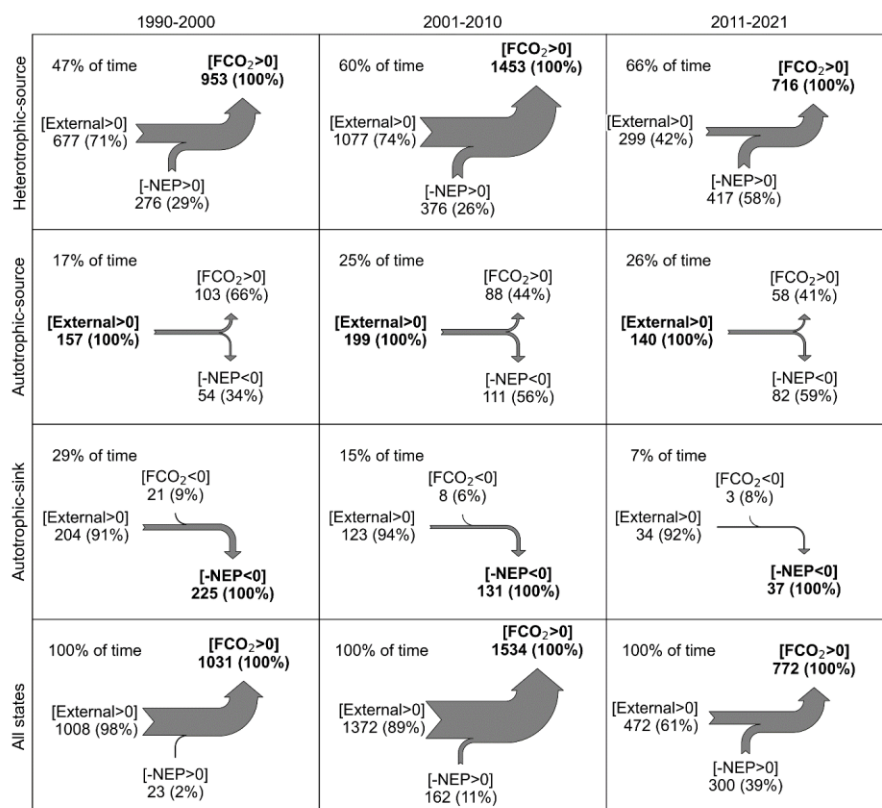 1990-2000
2001-2010
2011-2021
Heterotrophic-source
47% of time
[FCO₂>0]
953 (100%)
[External>0]
677 (71%)
[-NEP>0]
276 (29%)
60% of time
[FCO₂>0]
1453 (100%)
[External>0]
1077 (74%)
[-NEP>0]
376 (26%)
66% of time
[FCO₂>0]
716 (100%)
[External>0]
299 (42%)
[-NEP>0]
417 (58%)
Autotrophic-source
17% of time
[FCO₂>0]
103 (66%)
[External>0]
157 (100%)
[-NEP<0]
54 (34%)
25% of time
[FCO₂>0]
88 (44%)
[External>0]
199 (100%)
[-NEP<0]
111 (56%)
26% of time
[FCO₂>0]
58 (41%)
[External>0]
140 (100%)
[-NEP<0]
82 (59%)
Autotrophic-sink
29% of time
[FCO₂<0]
21 (9%)
[External>0]
204 (91%)
[-NEP<0]
225 (100%)
15% of time
[FCO₂<0]
8 (6%)
[External>0]
123 (94%)
[-NEP<0]
131 (100%)
7% of time
[FCO₂<0]
3 (8%)
[External>0]
34 (92%)
[-NEP<0]
37 (100%)
All states
100% of time
[FCO₂>0]
1031 (100%)
[External>0]
1008 (98%)
[-NEP>0]
23 (2%)
100% of time
[FCO₂>0]
1534 (100%)
[External>0]
1372 (89%)
[-NEP>0]
162 (11%)
100% of time
[FCO₂>0]
772 (100%)
[External>0]
472 (61%)
[-NEP>0]
300 (39%)